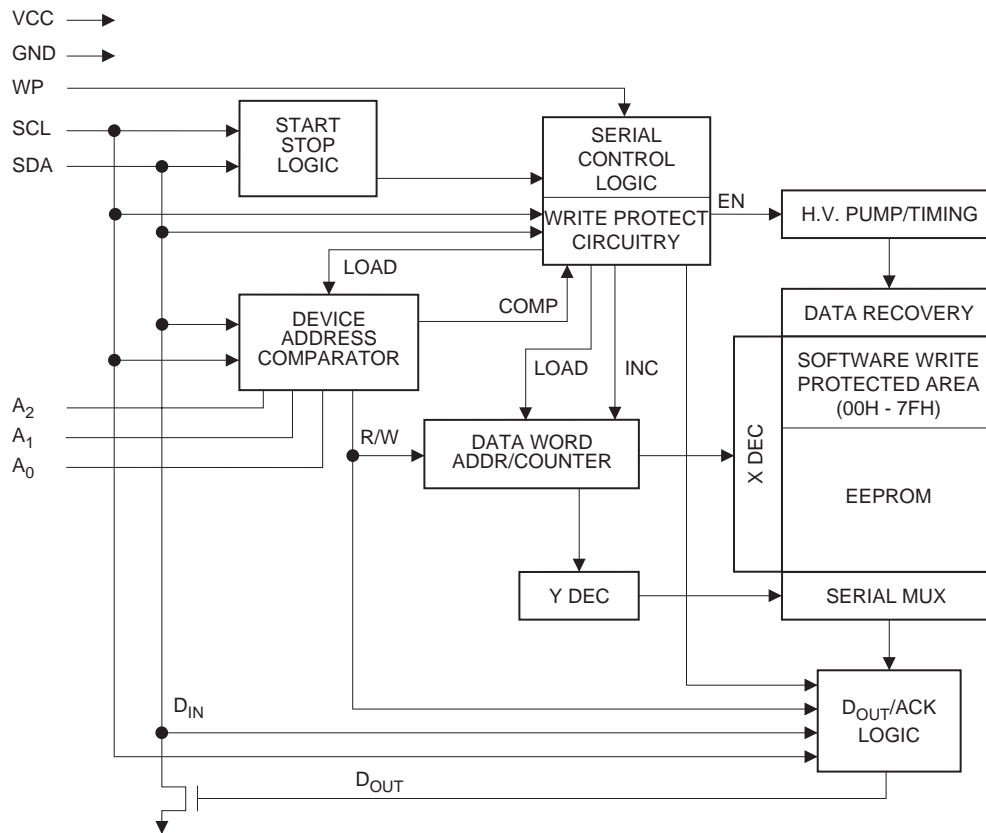 VCC
GND
WP
SCL
SDA
START
STOP
LOGIC
SERIAL
CONTROL
LOGIC
WRITE PROTECT
CIRCUITRY
EN
H.V. PUMP/TIMING
LOAD
COMP
DEVICE
ADDRESS
COMPARATOR
DATA RECOVERY
LOAD
INC
SOFTWARE WRITE
PROTECTED AREA
(00H - 7FH)
A2
A1
A0
R/W
DATA WORD
ADDR/COUNTER
X DEC
EEPROM
Y DEC
SERIAL MUX
DIN
DOUT/ACK
LOGIC
DOUT